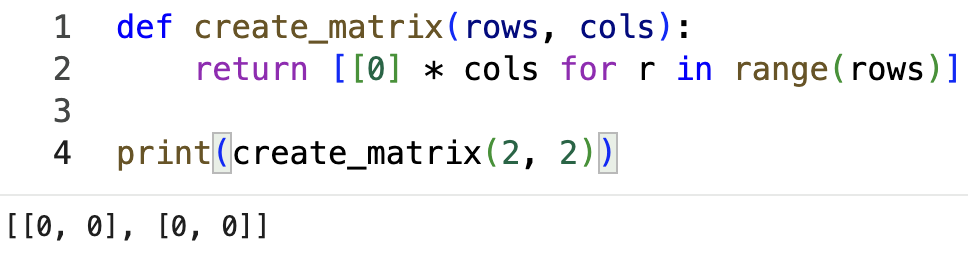 1 def create_matrix(rows, cols):
2     return [[0] * cols for r in range(rows)]
3
4 print(create_matrix(2, 2))
[[0, 0], [0, 0]]